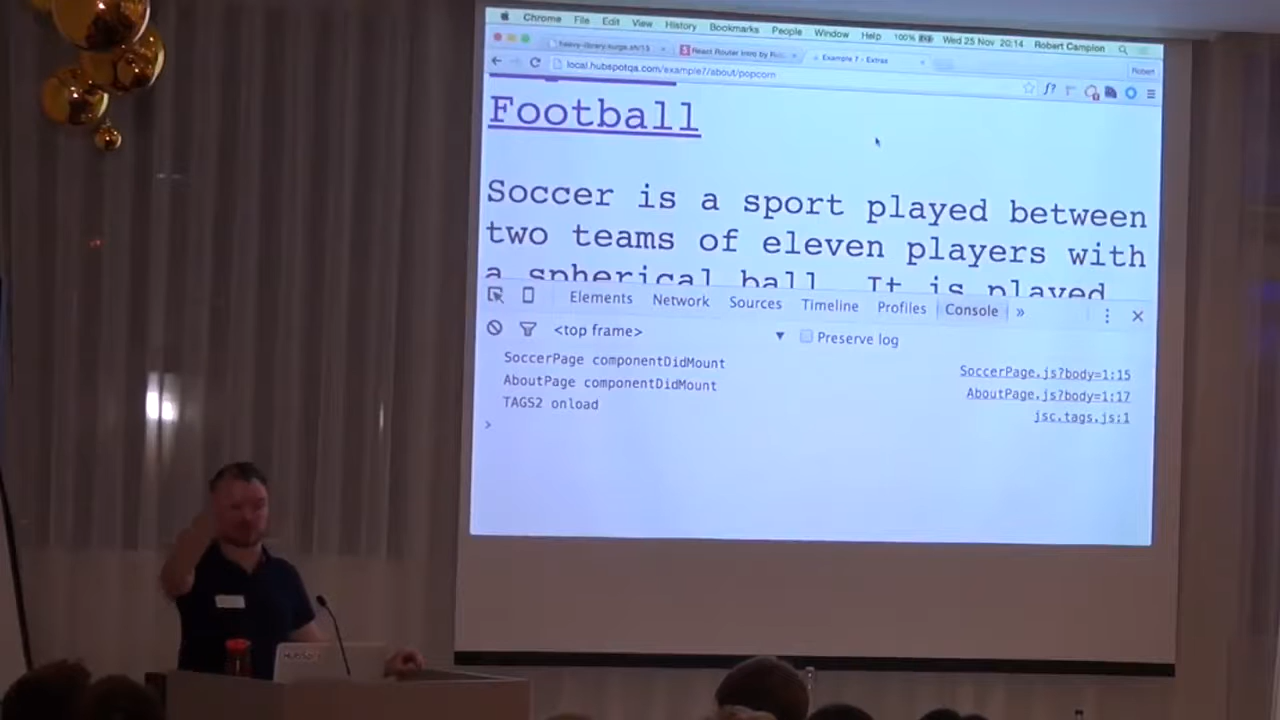 Chrome File Edit View History Bookmarks People Window Help 100% Wed 25 Nov 20:14 Robert Campion
React Router Intro by Example 7 - Extras
Robert
local.hubspotqa.com/example7/about/popcorn
f?
Football
Soccer is a sport played between
two teams of eleven players with
a spherical ball. It is played
Elements Network Sources Timeline Profiles Console »
<top frame> ▼ Preserve log
SoccerPage componentDidMount SoccerPage.js?body=1:15
AboutPage componentDidMount AboutPage.js?body=1:17
TAGS2 onload jsc.tags.js:1
>
HubSpot